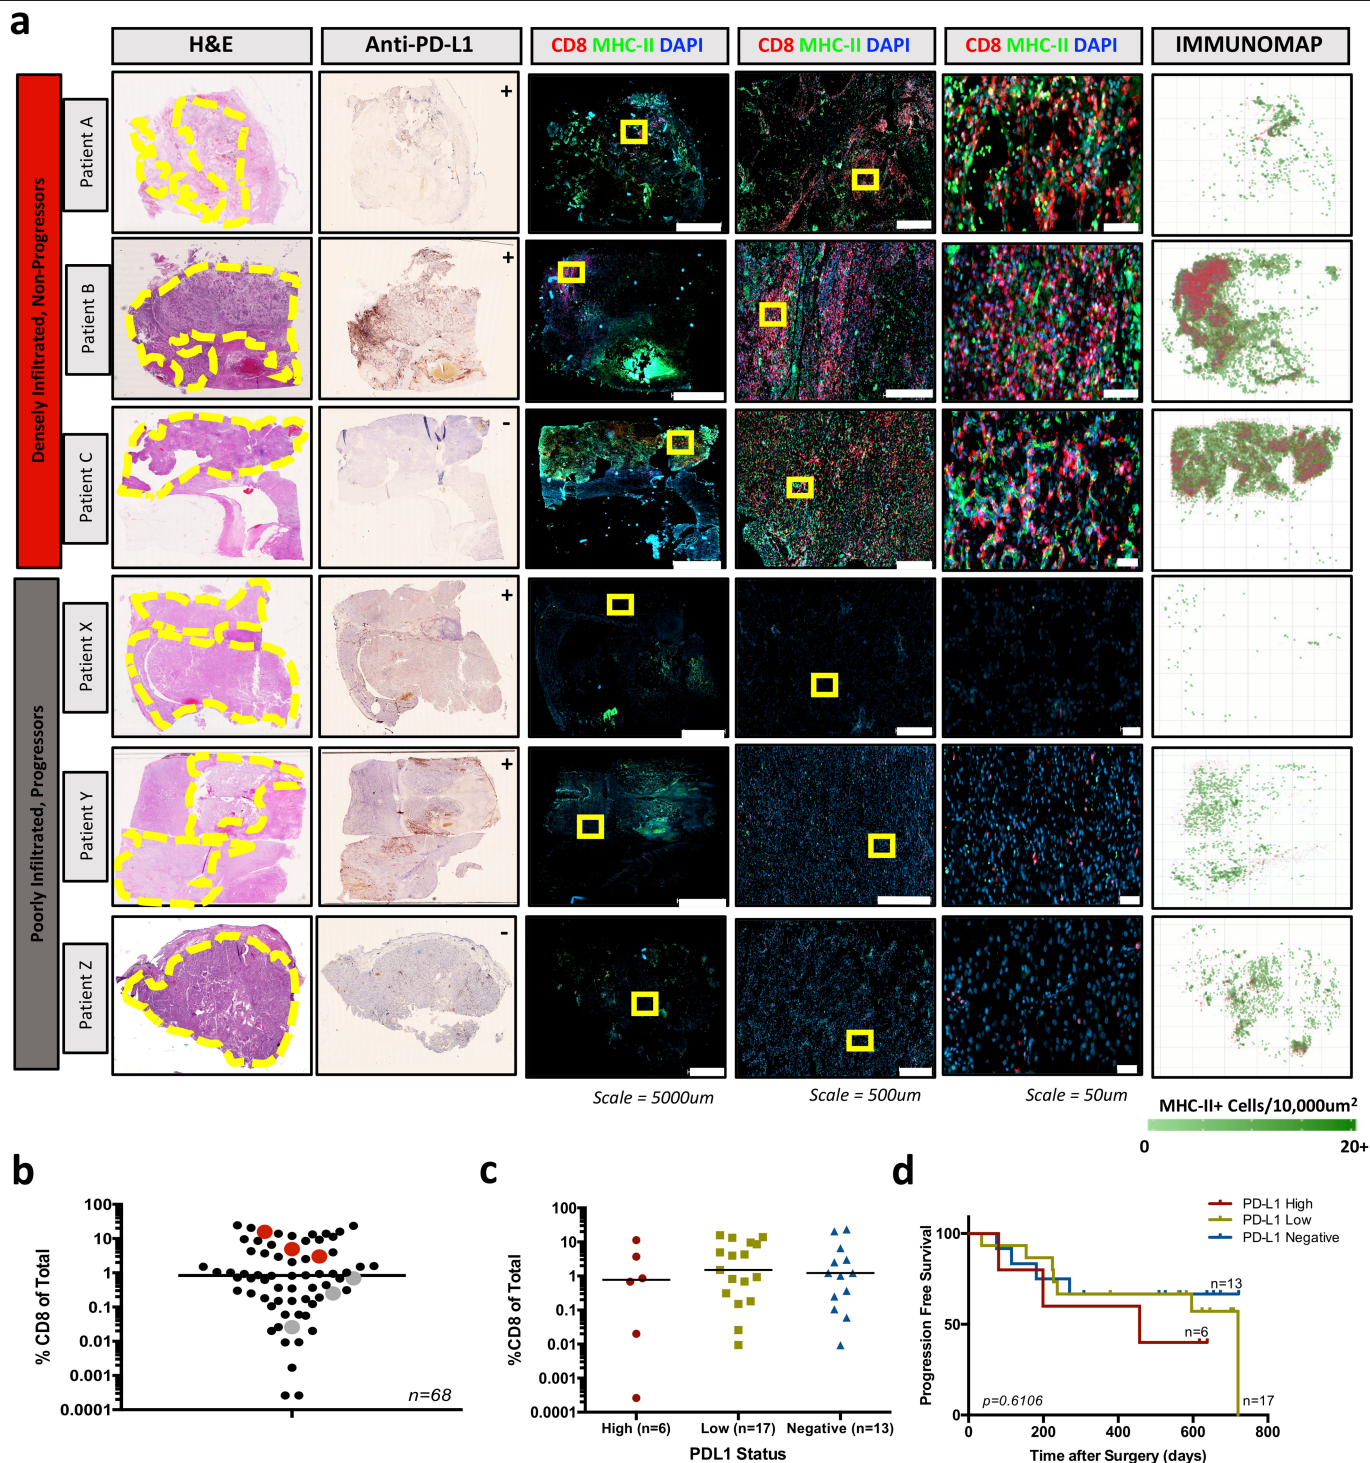 a
H&E
Anti-PD-L1
CD8 MHC-II DAPI
CD8 MHC-II DAPI
CD8 MHC-II DAPI
IMMUNOMAP
Densely Infiltrated, Non-Progressors
Patient A
+
Patient B
+
Patient C
-
Poorly Infiltrated, Progressors
Patient X
+
Patient Y
+
Patient Z
-
Scale = 5000um
Scale = 500um
Scale = 50um
MHC-II+ Cells/10,000um2
0
20+
b
% CD8 of Total
100
10
1
0.1
0.01
0.001
0.0001
n=68
c
%CD8 of Total
100
10
1
0.1
0.01
0.001
0.0001
High (n=6)
Low (n=17)
Negative (n=13)
PDL1 Status
d
PD-L1 High
PD-L1 Low
PD-L1 Negative
Progression Free Survival
100
50
0
n=13
n=6
n=17
p=0.6106
0
200
400
600
800
Time after Surgery (days)